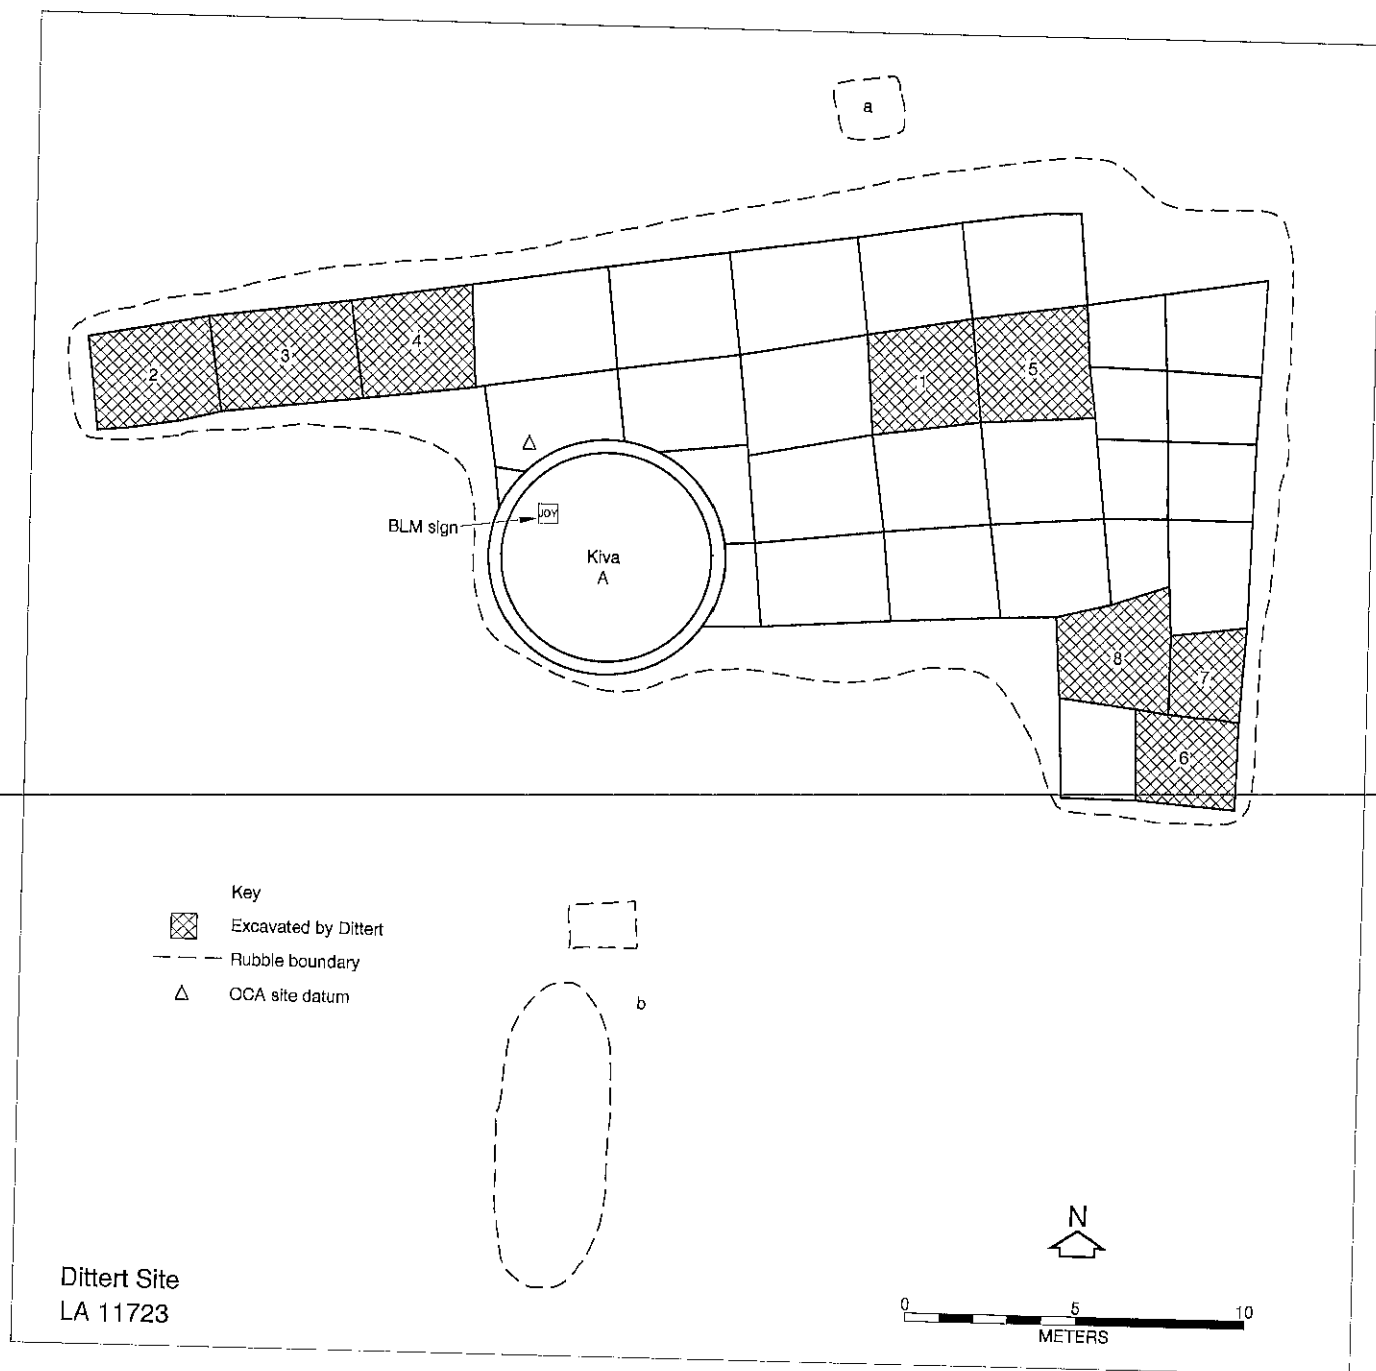 a
4
3
2
5
1
JOY
BLM sign
Kiva
A
8
7
6
Key
Excavated by Dittert
Rubble boundary
OCA site datum
b
N
Dittert Site
LA 11723
0 5 10
METERS